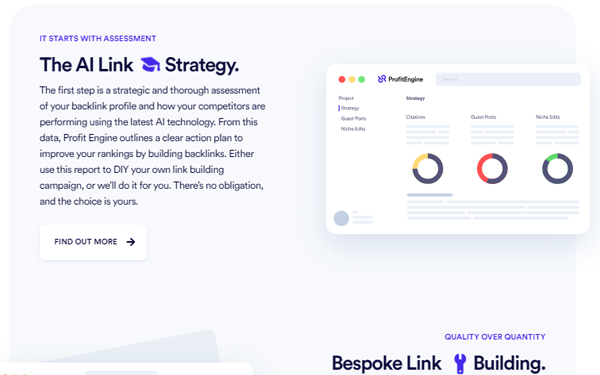 IT STARTS WITH ASSESSMENT
The AI Link Strategy.
The first step is a strategic and thorough assessment
of your backlink profile and how your competitors are
performing using the latest AI technology. From this
data, Profit Engine outlines a clear action plan to
improve your rankings by building backlinks. Either
use this report to DIY your own link building
campaign, or we'll do it for you. There's no obligation,
and the choice is yours.
FIND OUT MORE
ProfitEngine
Search
Project
Strategy
Guest Posts
Niche Edits
Strategy
Citations
Guest Posts
Niche Edits
QUALITY OVER QUANTITY
Bespoke Link Building.